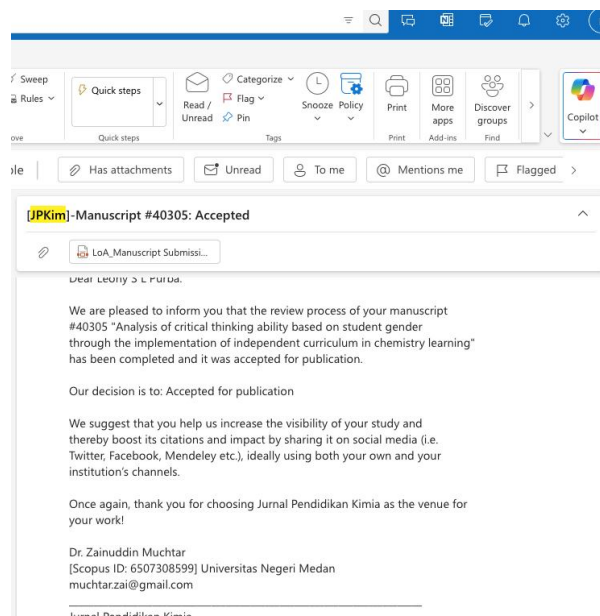 Sweep
Rules
Quick steps
Quick steps
Read /
Unread
Categorize
Flag
Pin
Tags
Snooze
Policy
Print
Print
More
apps
Add-ins
Discover
groups
Find
Copilot
Has attachments
Unread
To me
@ Mentions me
Flagged
[JPKim]-Manuscript #40305: Accepted
LoA_Manuscript Submissi...
Dear Leony S L Purba.
We are pleased to inform you that the review process of your manuscript
#40305 "Analysis of critical thinking ability based on student gender
through the implementation of independent curriculum in chemistry learning"
has been completed and it was accepted for publication.
Our decision is to: Accepted for publication
We suggest that you help us increase the visibility of your study and
thereby boost its citations and impact by sharing it on social media (i.e.
Twitter, Facebook, Mendeley etc.), ideally using both your own and your
institution's channels.
Once again, thank you for choosing Jurnal Pendidikan Kimia as the venue for
your work!
Dr. Zainuddin Muchtar
[Scopus ID: 6507308599] Universitas Negeri Medan
muchtar.zai@gmail.com
Jurnal Pendidikan Kimia